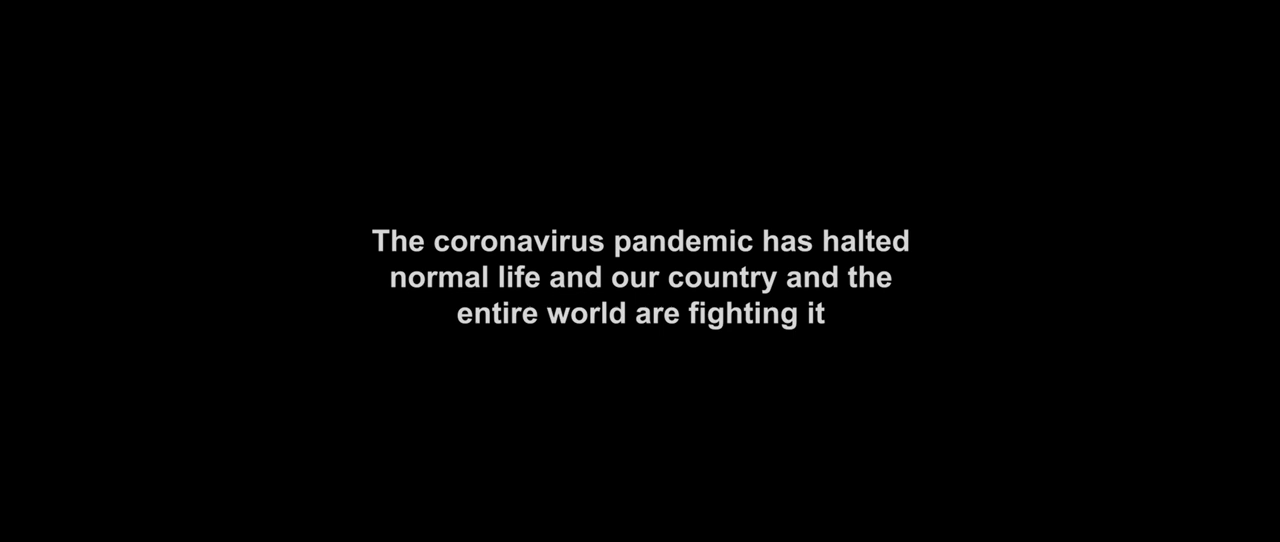 The coronavirus pandemic has halted
normal life and our country and the
entire world are fighting it